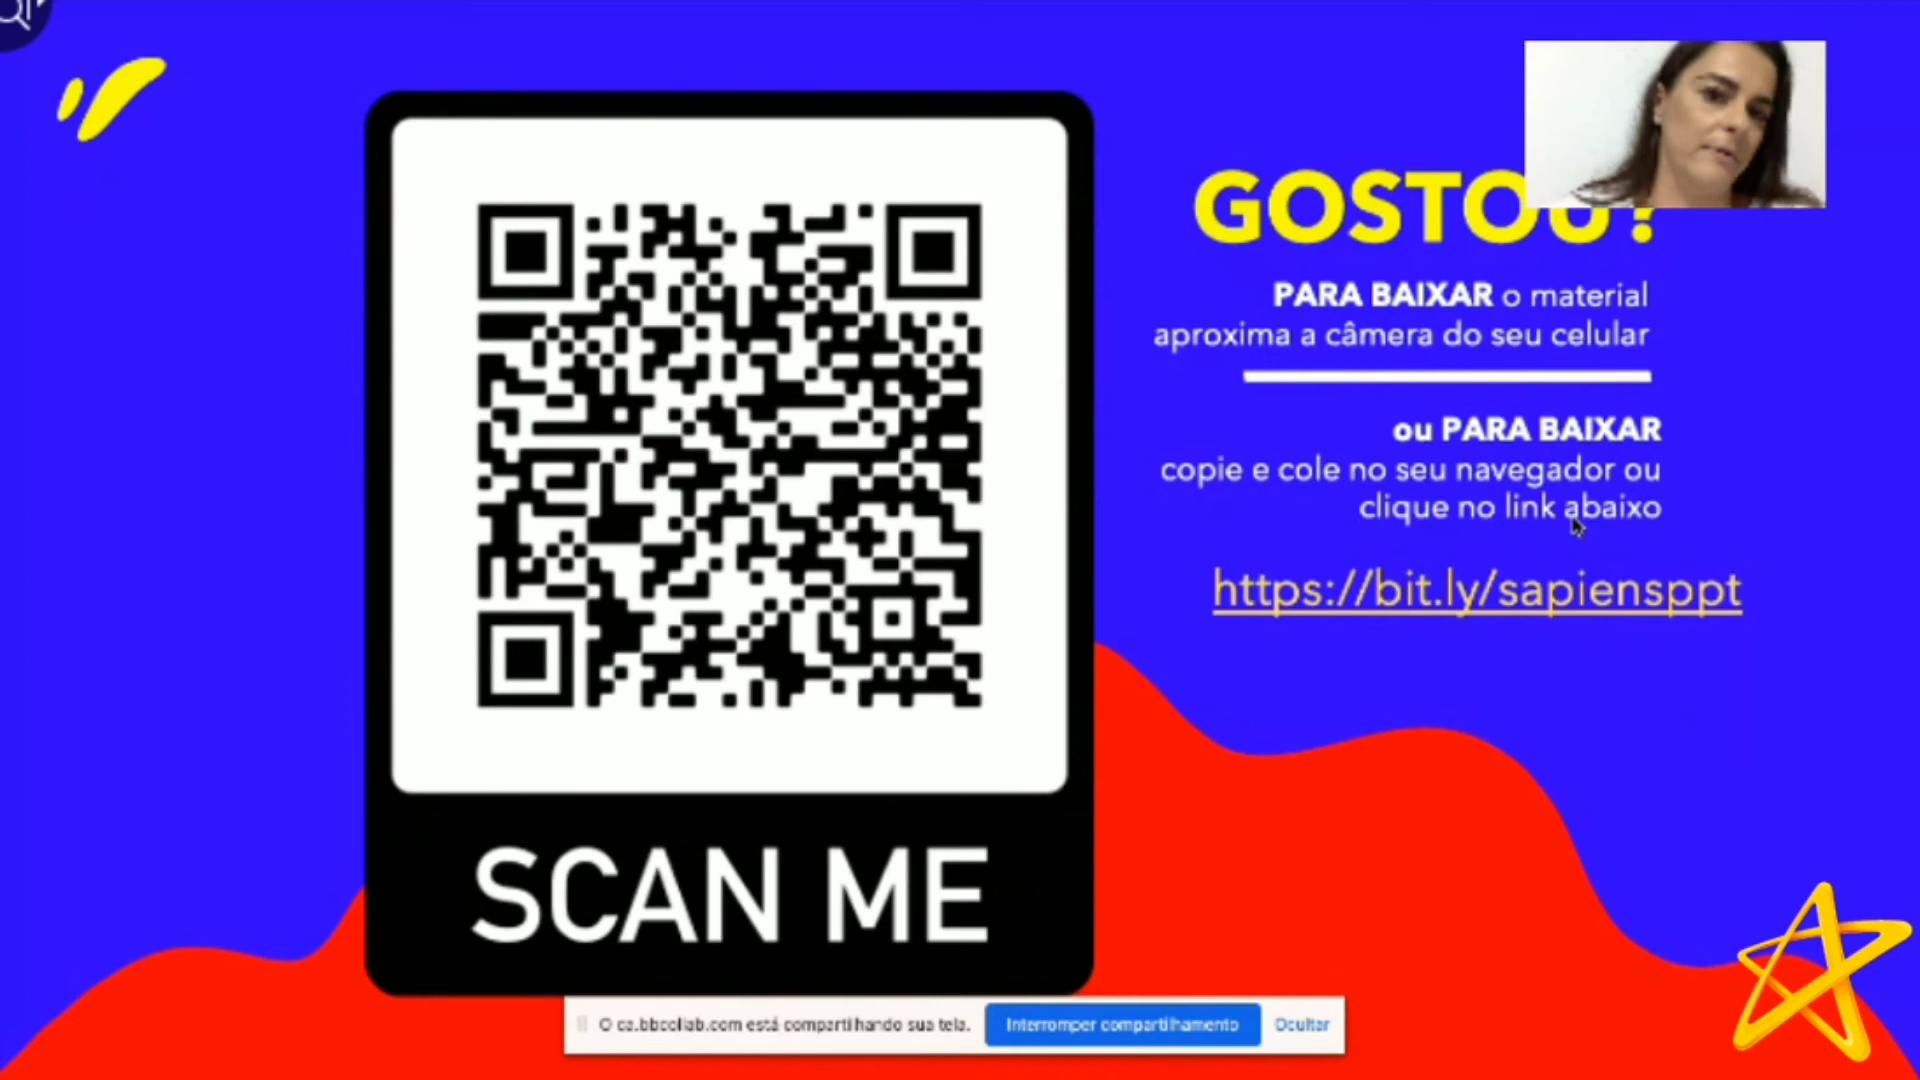 GOSTOU?
PARA BAIXAR o material
aproxima a câmera do seu celular
ou PARA BAIXAR
copie e cole no seu navegador ou
clique no link abaixo
https://bit.ly/sapiensppt
SCAN ME
O ca.bbcollab.com está compartilhando sua tela.
Interromper compartilhamento
Ocultar